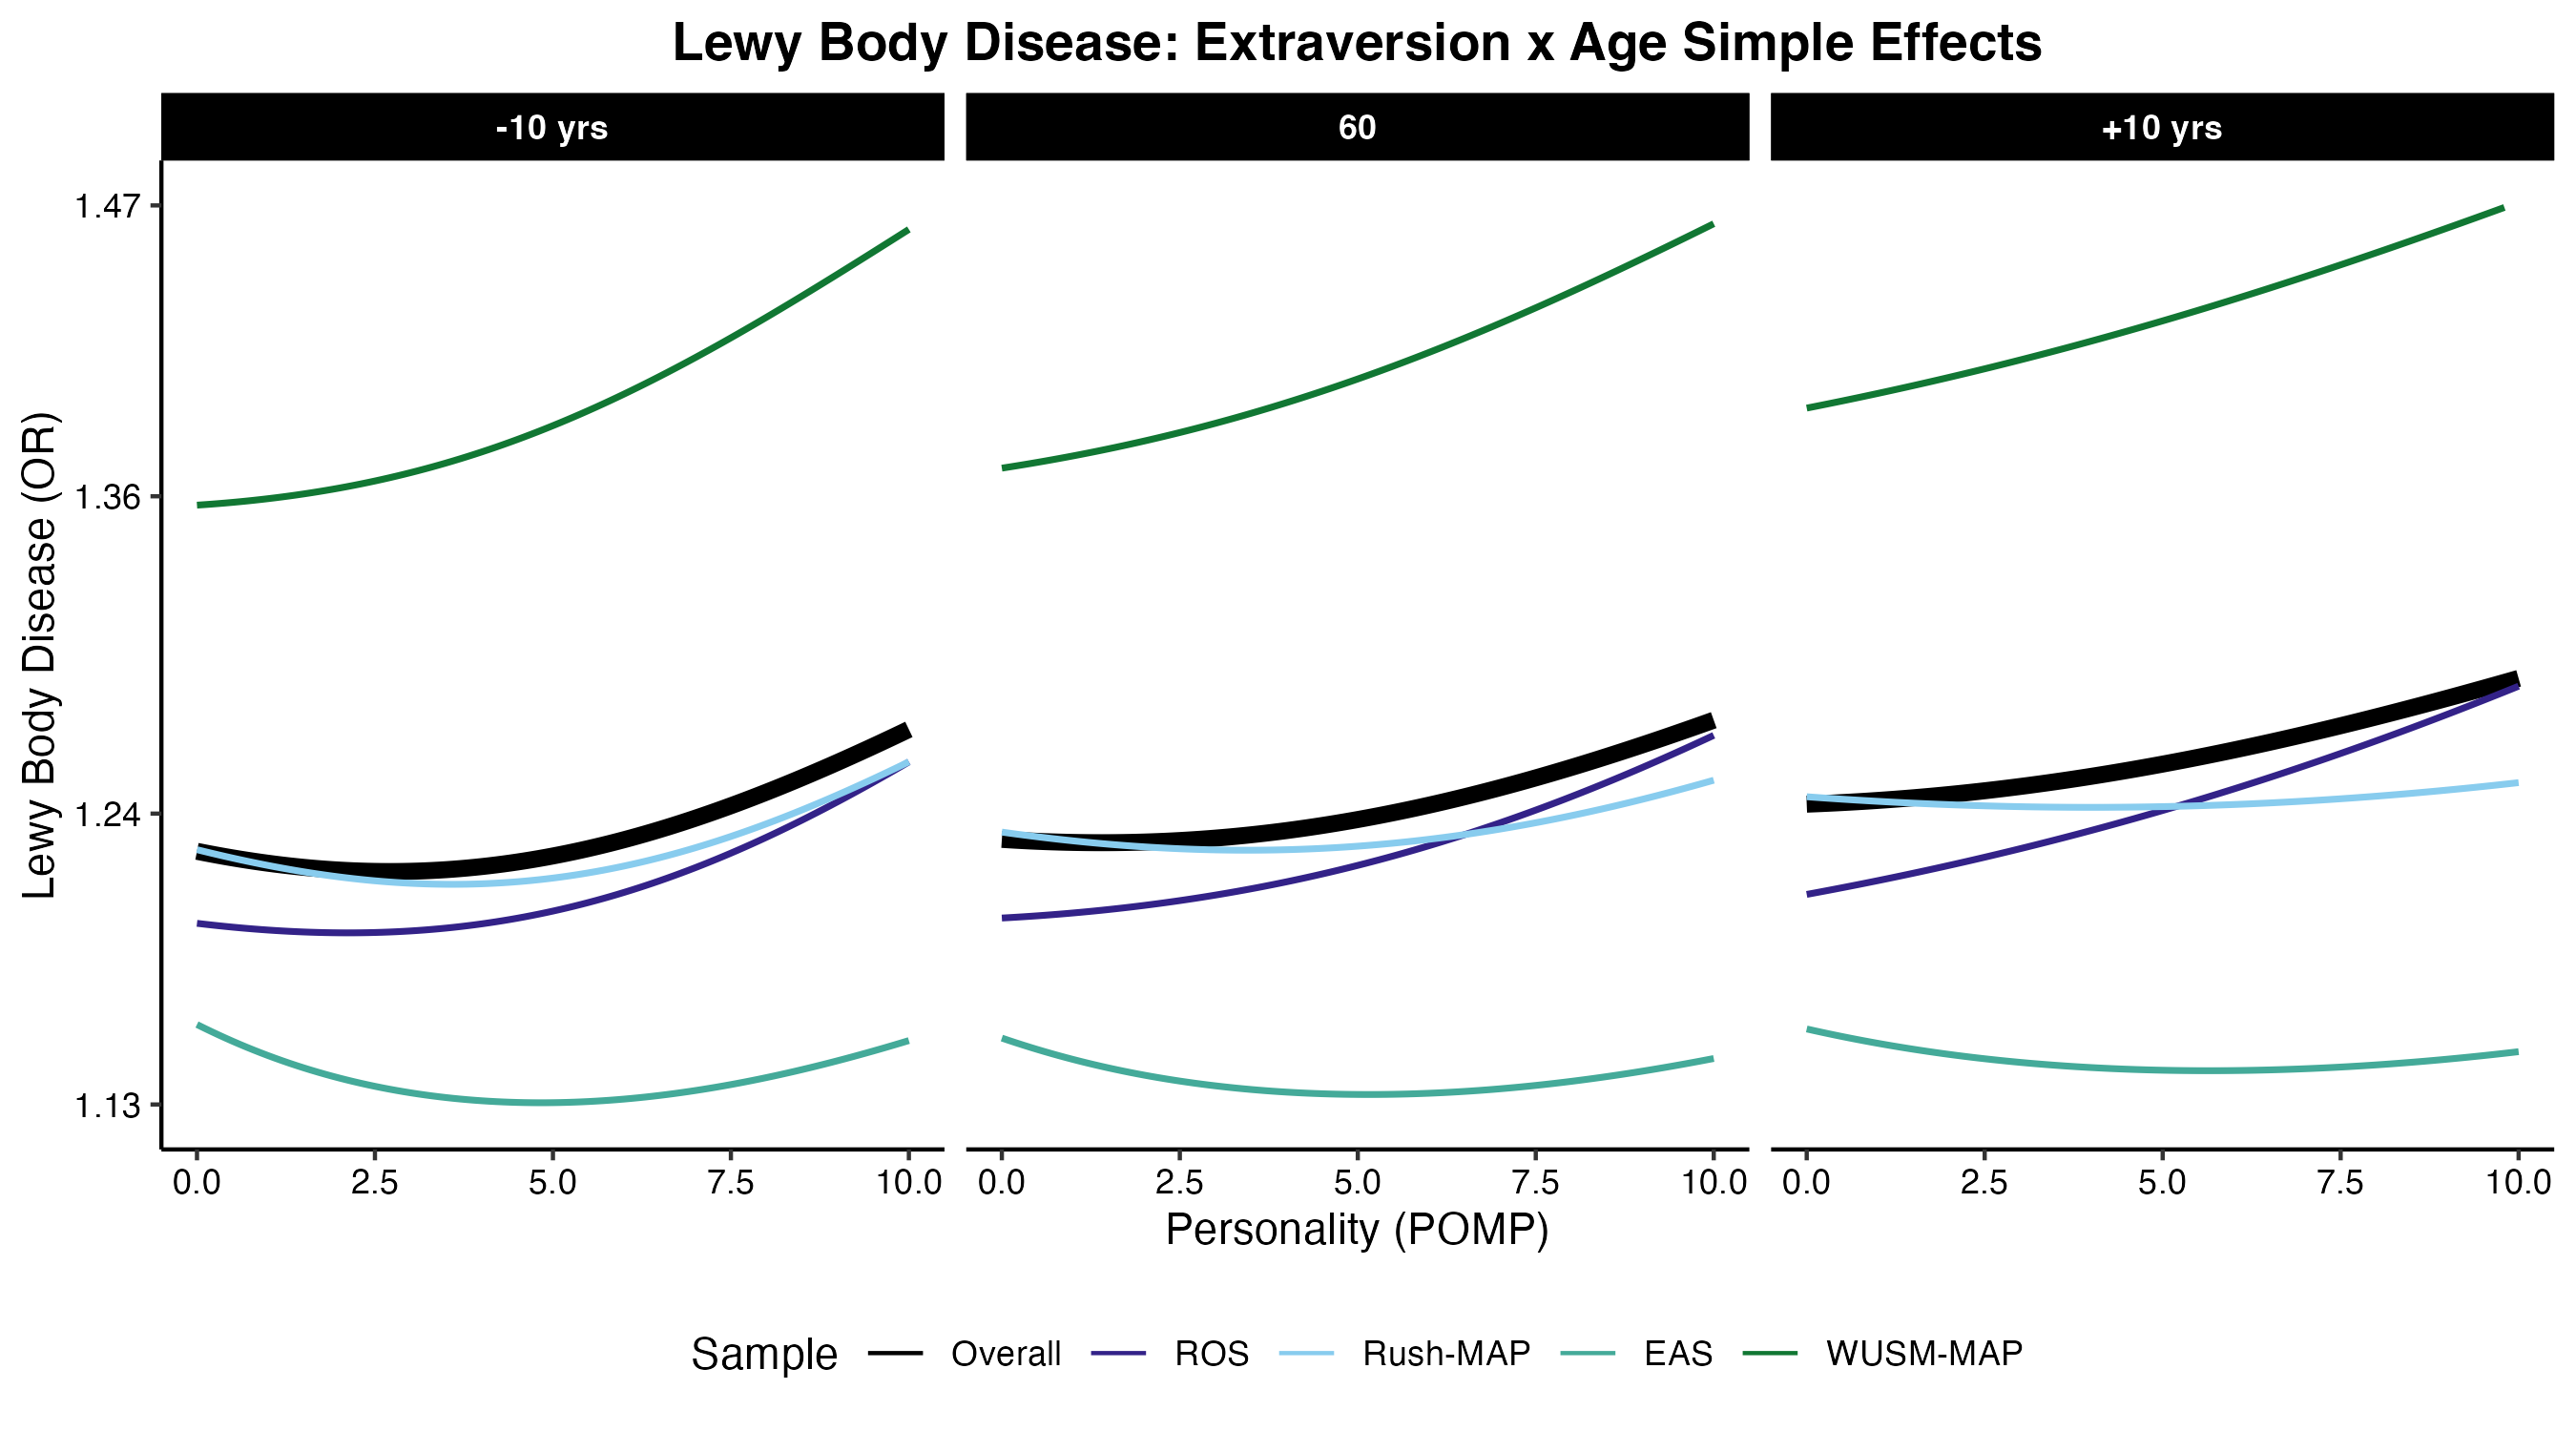 Lewy Body Disease: Extraversion x Age Simple Effects
-10 yrs
60
+10 yrs
Lewy Body Disease (OR)
1.47
1.36
1.24
1.13
0.0 2.5 5.0 7.5 10.0
0.0 2.5 5.0 7.5 10.0
0.0 2.5 5.0 7.5 10.0
Personality (POMP)
Sample Overall ROS Rush-MAP EAS WUSM-MAP